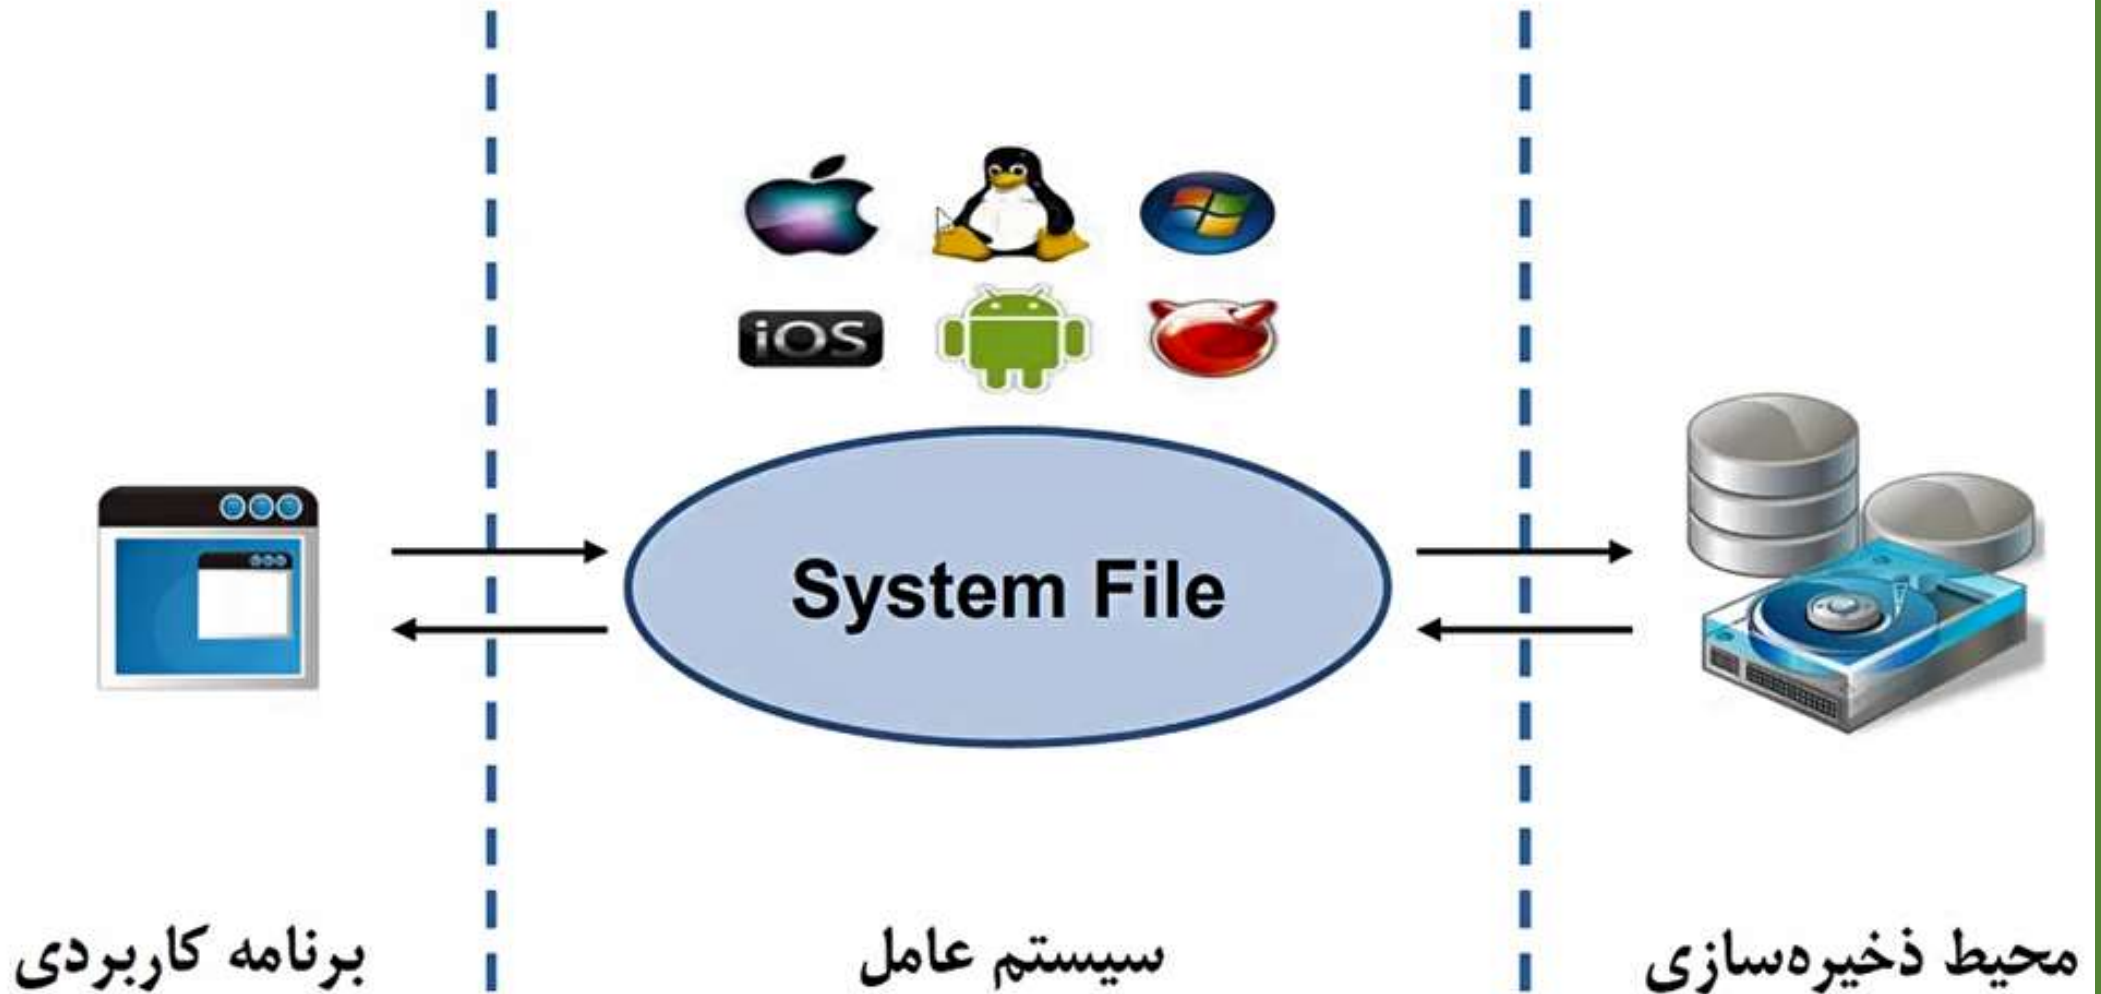 iOS
System File
محیط ذخیره‌سازی
سیستم عامل
برنامه کاربردی